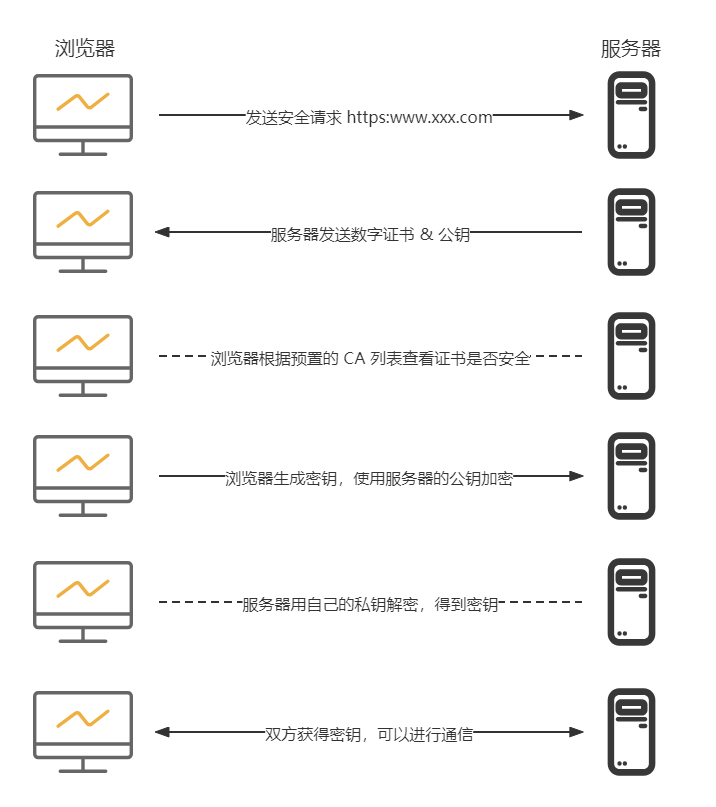 浏览器
服务器
发送安全请求 https:www.xxx.com
服务器发送数字证书 & 公钥
浏览器根据预置的 CA 列表查看证书是否安全
浏览器生成密钥，使用服务器的公钥加密
服务器用自己的私钥解密，得到密钥
双方获得密钥，可以进行通信